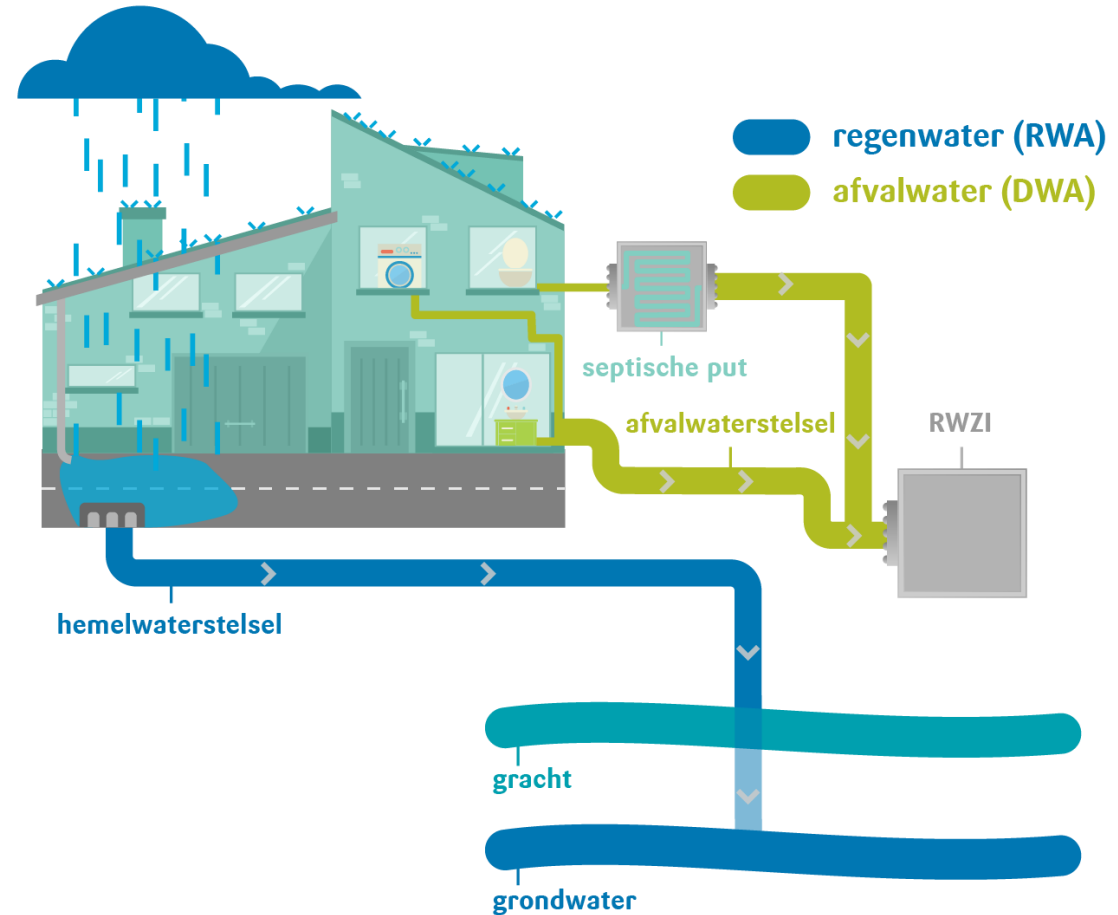 regenwater (RWA)
afvalwater (DWA)
septische put
afvalwaterstelsel
RWZI
hemelwaterstelsel
gracht
grondwater